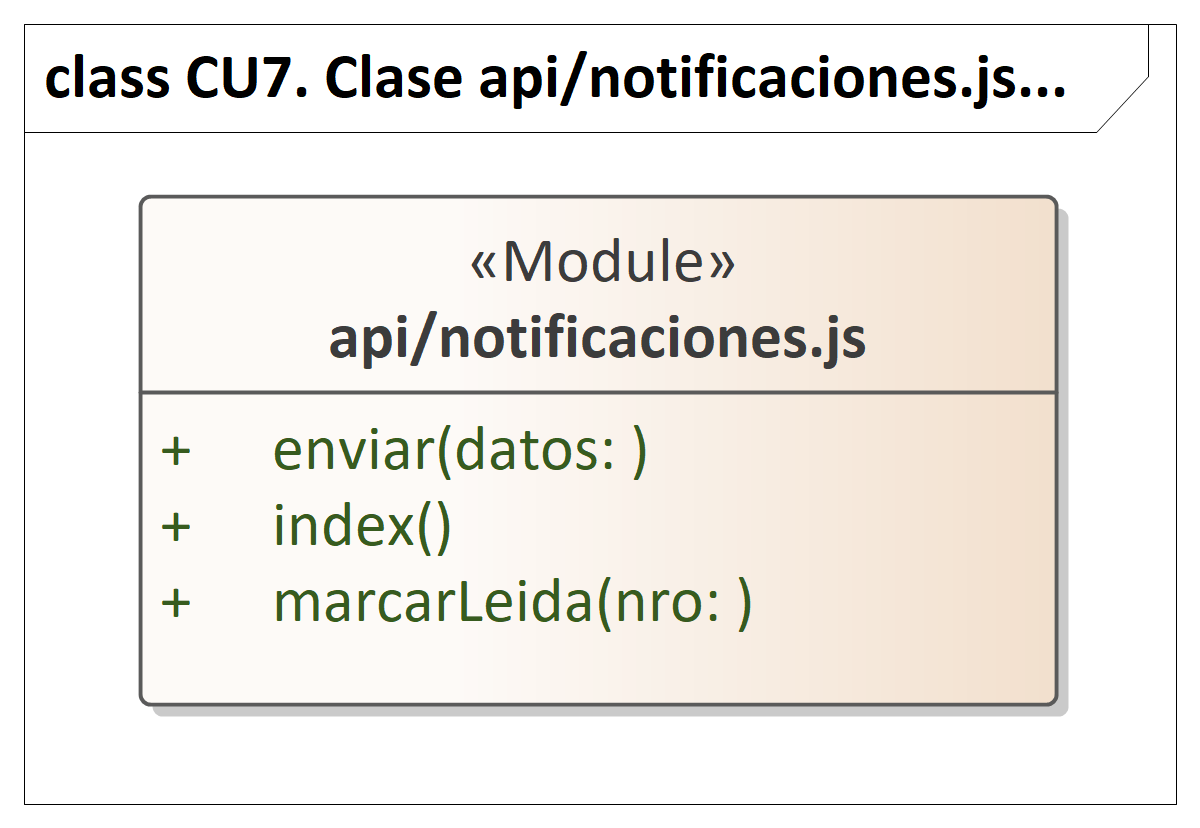 class CU7. Clase api/notificaciones.js...
«Module»
api/notificaciones.js
+ enviar(datos: )
+ index()
+ marcarLeida(nro: )